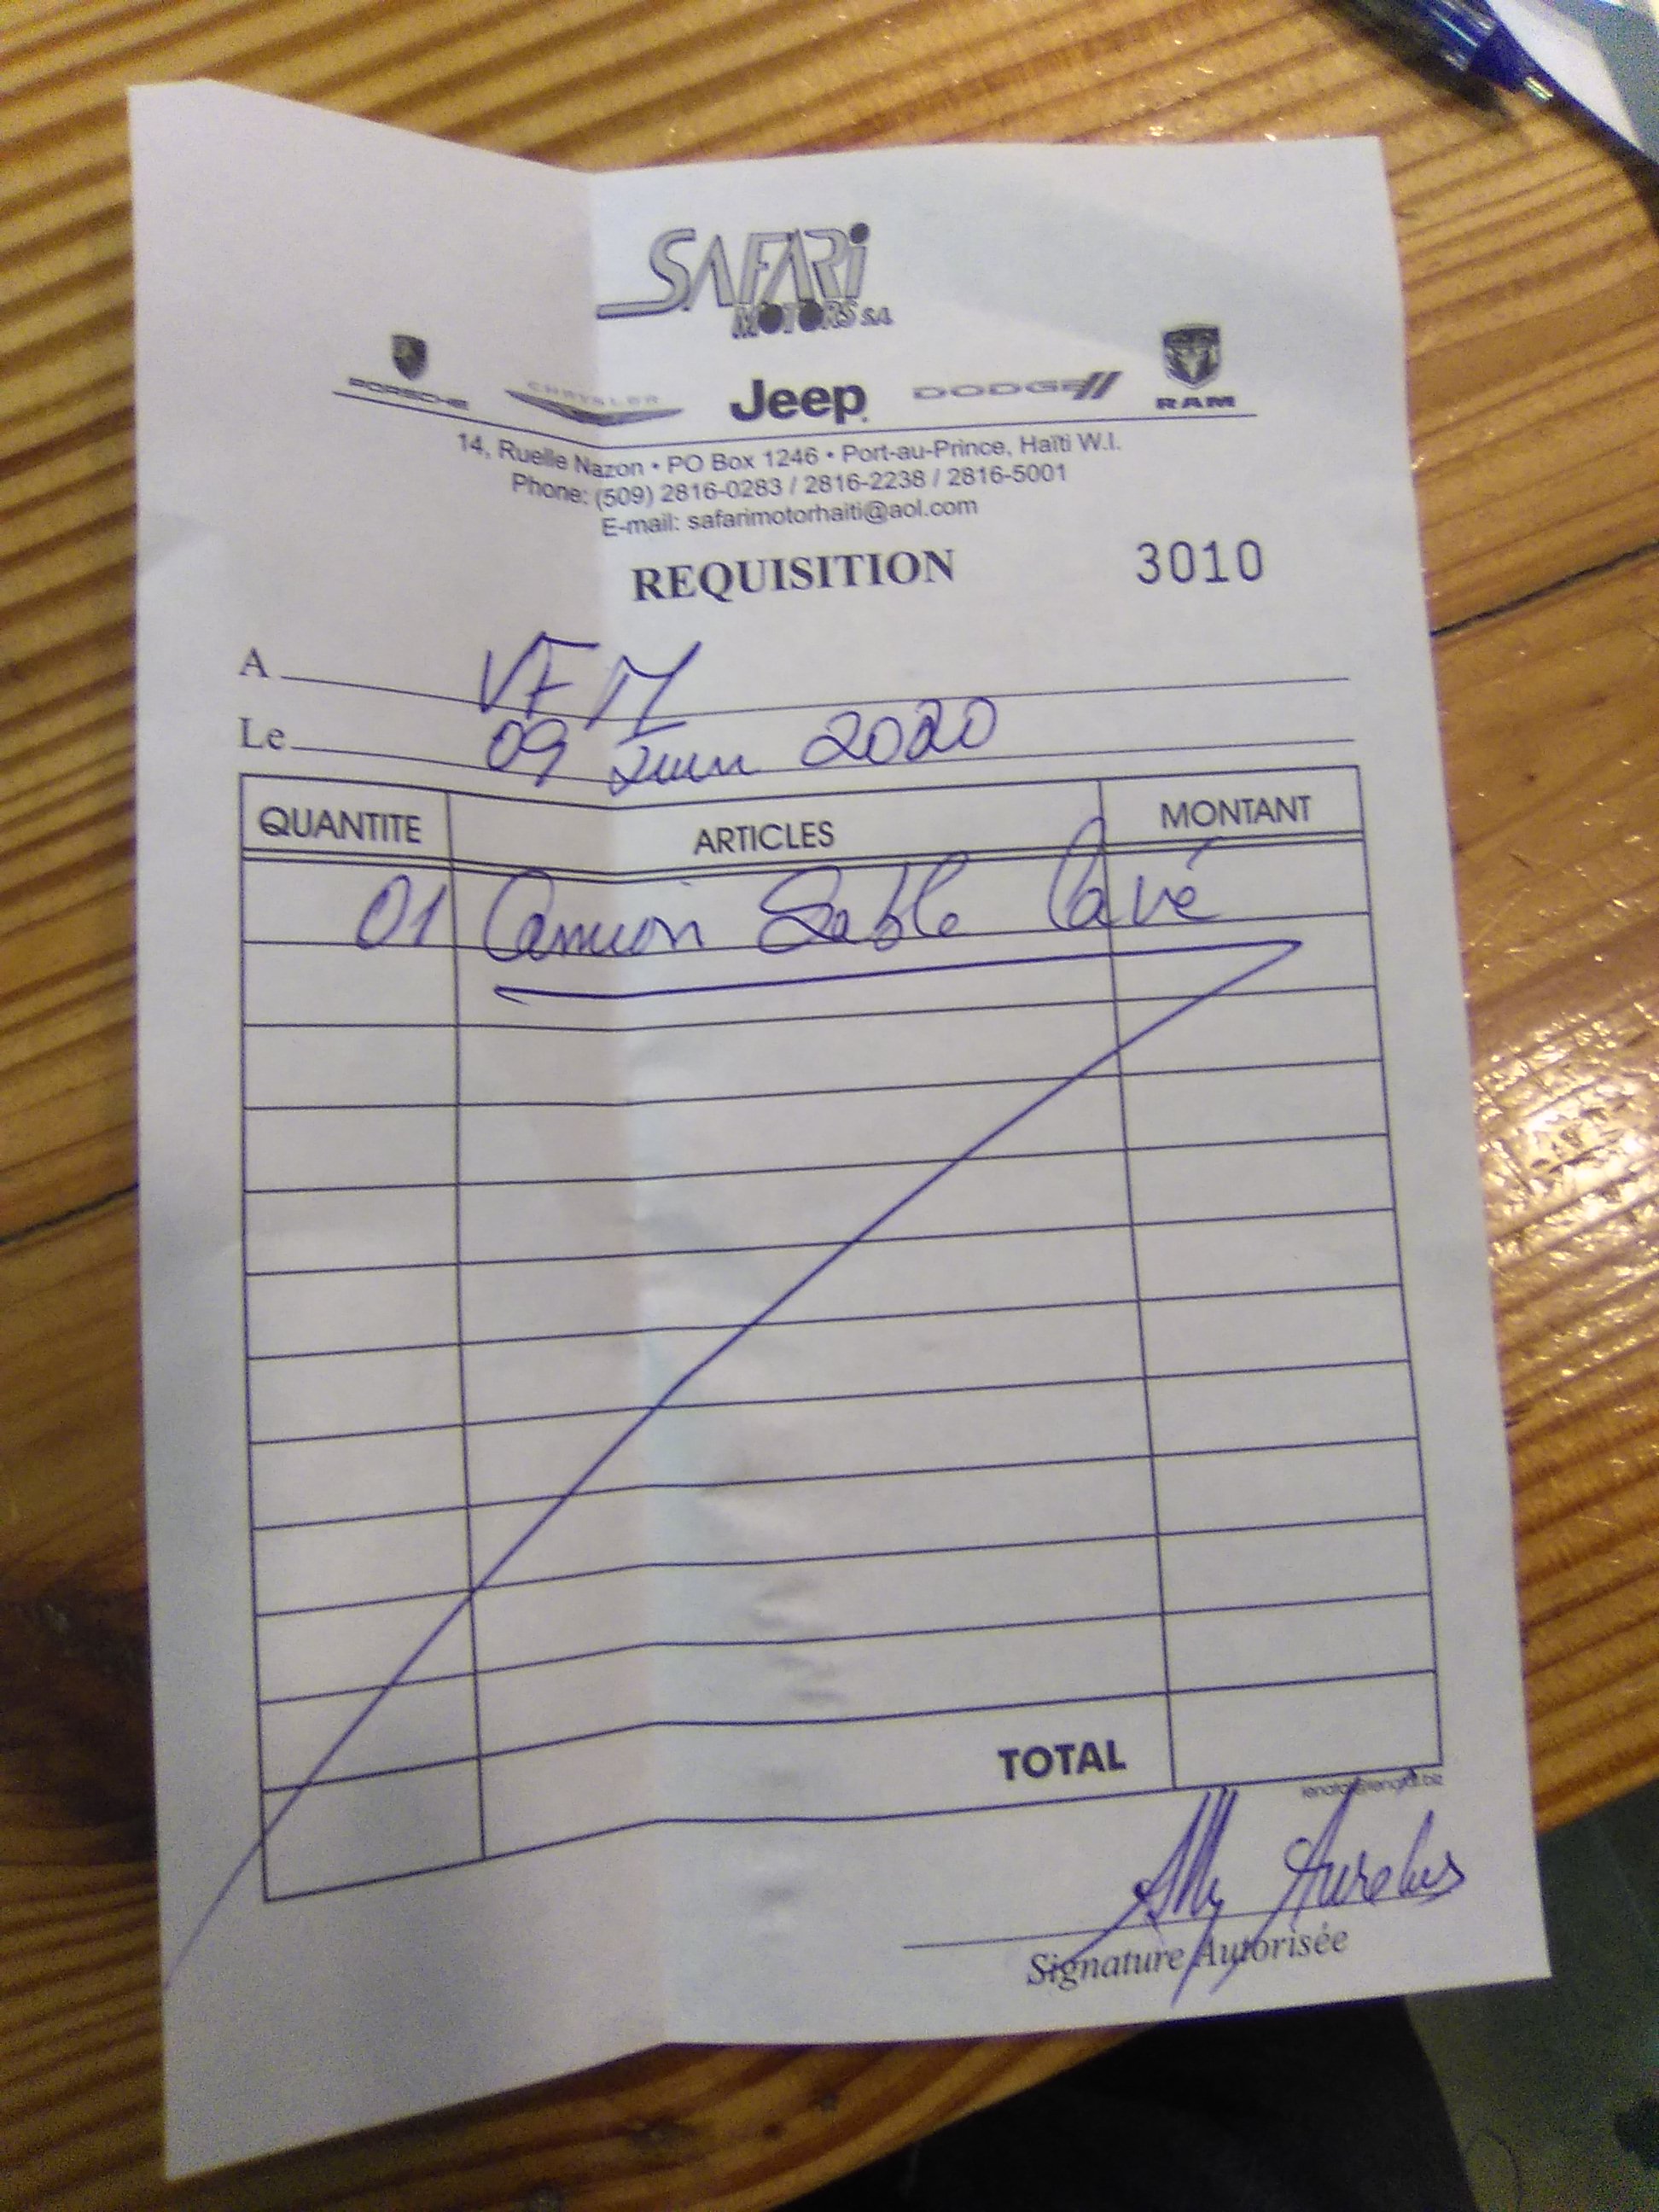 SAFARi
MOTORS S.A.
PORSCHE CHRYSLER Jeep DODGE RAM
14, Ruelle Nazon • PO Box 1246 • Port-au-Prince, Haïti W.I.
Phone: (509) 2816-0283 / 2816-2238 / 2816-5001
E-mail: safarimotorhaiti@aol.com
REQUISITION 3010
A VFM
Le 09 Juin 2020
QUANTITE ARTICLES MONTANT
01 Camion Sable lavé
TOTAL
Aurelus
Signature Autorisée